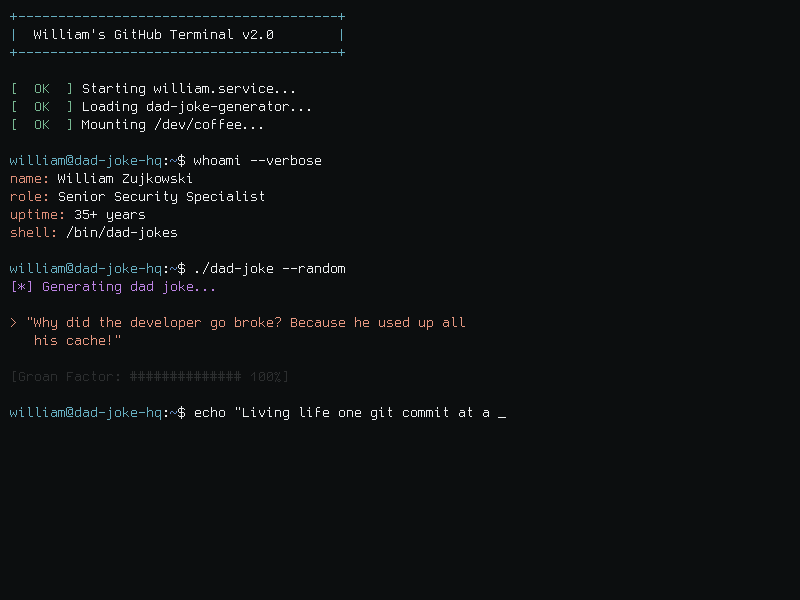 +----------------------------------------+
|  William's GitHub Terminal v2.0        |
+----------------------------------------+
[  OK  ] Starting william.service...
[  OK  ] Loading dad-joke-generator...
[  OK  ] Mounting /dev/coffee...
william@dad-joke-hq:~$ whoami --verbose
name: William Zujkowski
role: Senior Security Specialist
uptime: 35+ years
shell: /bin/dad-jokes
william@dad-joke-hq:~$ ./dad-joke --random
[*] Generating dad joke...
> "Why did the developer go broke? Because he used up all
   his cache!"
[Groan Factor: ############## 100%]
william@dad-joke-hq:~$ echo "Living life one git commit at a _